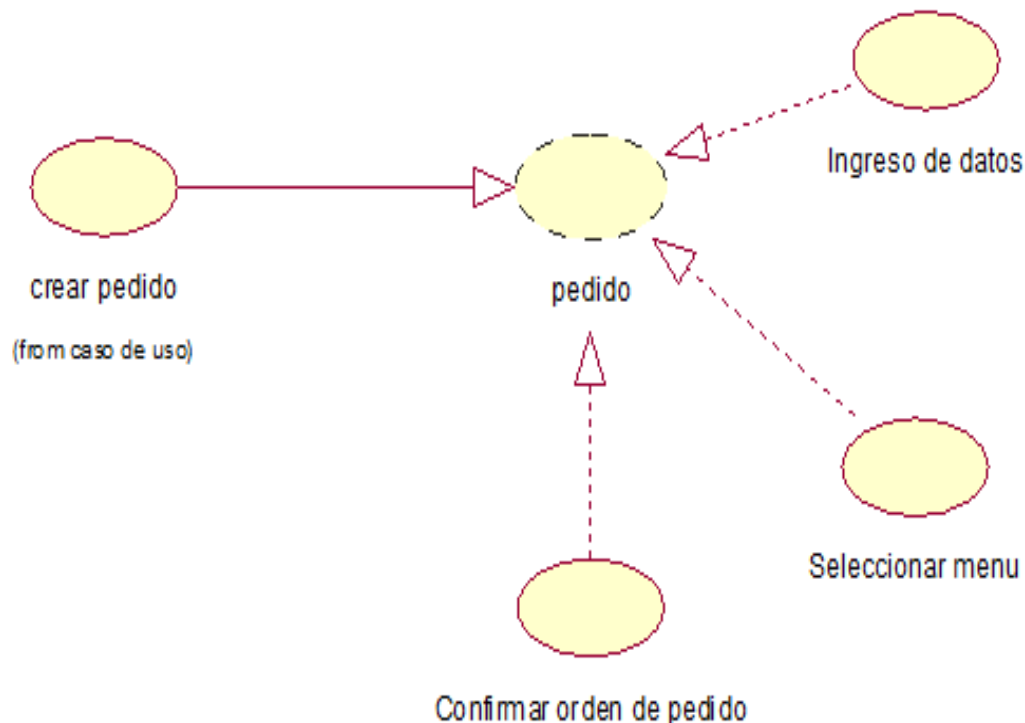 Ingreso de datos
crear pedido
(from caso de uso)
pedido
Seleccionar menu
Confirmar orden de pedido